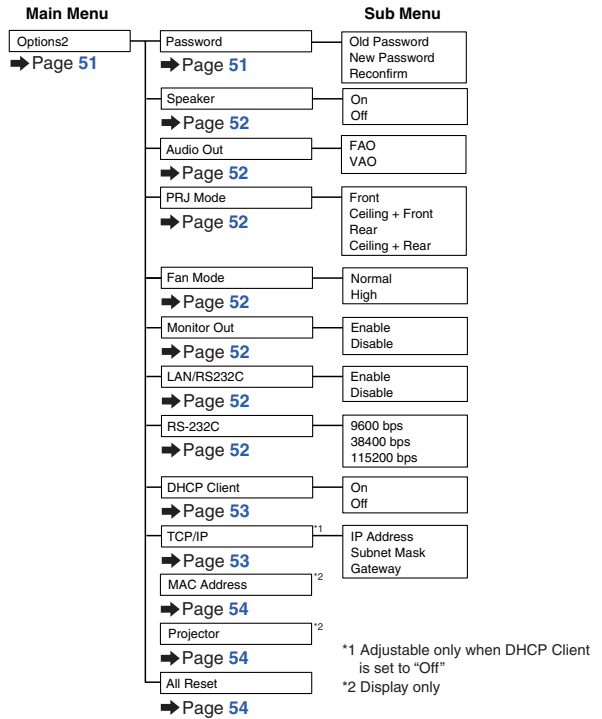 Main Menu
Sub Menu
Options2
➡Page 51
Password
➡Page 51
Old Password
New Password
Reconfirm
Speaker
➡Page 52
On
Off
Audio Out
➡Page 52
FAO
VAO
PRJ Mode
➡Page 52
Front
Ceiling + Front
Rear
Ceiling + Rear
Fan Mode
➡Page 52
Normal
High
Monitor Out
➡Page 52
Enable
Disable
LAN/RS232C
➡Page 52
Enable
Disable
RS-232C
➡Page 52
9600 bps
38400 bps
115200 bps
DHCP Client
➡Page 53
On
Off
TCP/IP
*1
➡Page 53
IP Address
Subnet Mask
Gateway
MAC Address
*2
➡Page 54
Projector
*2
➡Page 54
All Reset
➡Page 54
*1 Adjustable only when DHCP Client
is set to “Off”
*2 Display only